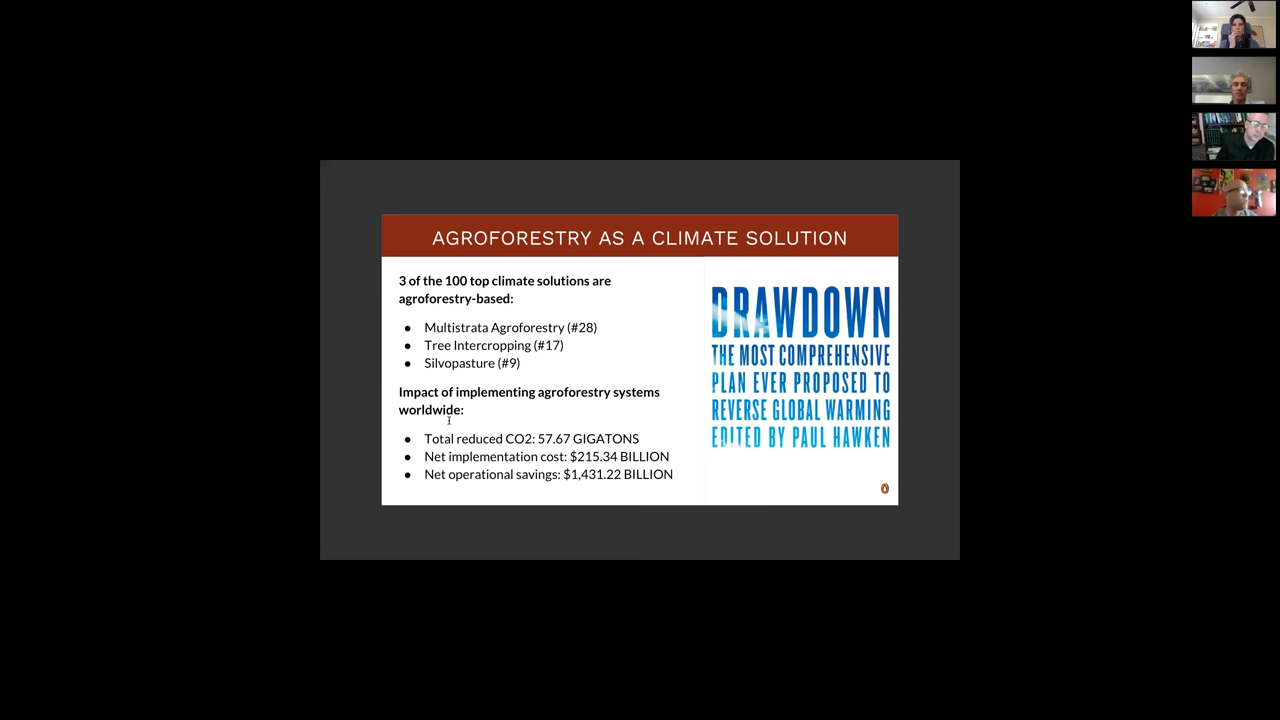 AGROFORESTRY AS A CLIMATE SOLUTION
3 of the 100 top climate solutions are
agroforestry-based:
● Multistrata Agroforestry (#28)
● Tree Intercropping (#17)
● Silvopasture (#9)
Impact of implementing agroforestry systems
worldwide:
● Total reduced CO2: 57.67 GIGATONS
● Net implementation cost: $215.34 BILLION
● Net operational savings: $1,431.22 BILLION
DRAWDOWN
THE MOST COMPREHENSIVE
PLAN EVER PROPOSED TO
REVERSE GLOBAL WARMING
EDITED BY PAUL HAWKEN